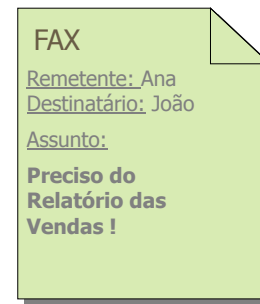 FAX
Remetente: Ana
Destinatário: João
Assunto:
Preciso do
Relatório das
Vendas !